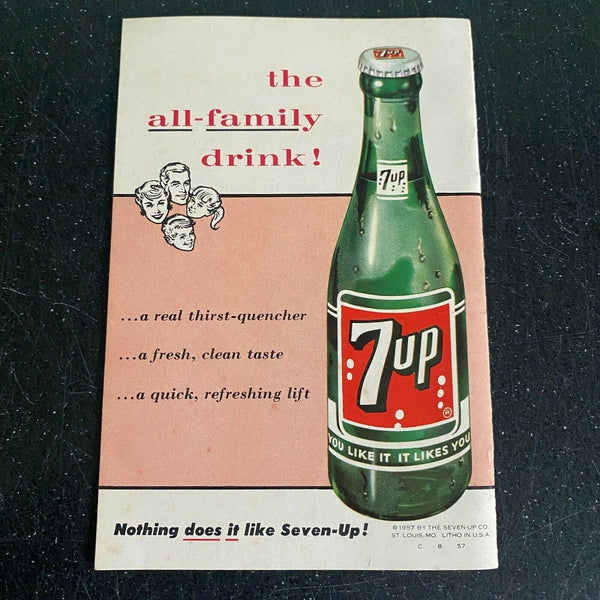 the
all-family
drink!
7up
7up
...a real thirst-quencher
...a fresh, clean taste
...a quick, refreshing lift
7up
®
YOU LIKE IT IT LIKES YOU
Nothing does it like Seven-Up!
© 1957 BY THE SEVEN-UP CO.
ST. LOUIS, MO. LITHO IN U.S.A.
C 8 57